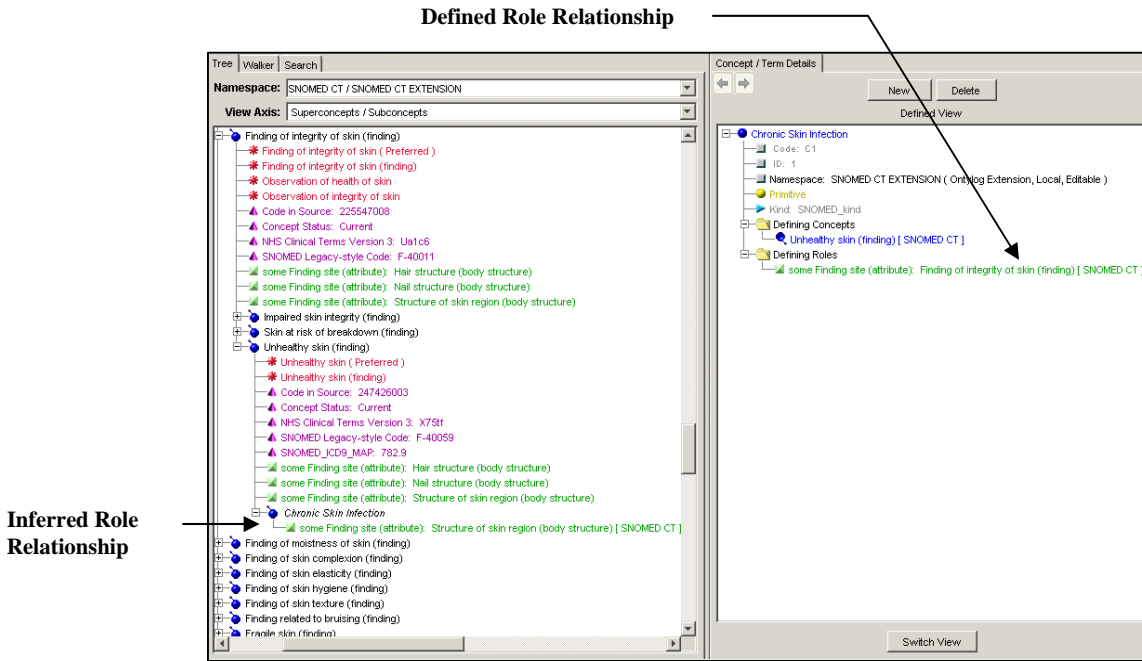 Defined Role Relationship
Tree
Walker
Search
Namespace: SNOMED CT / SNOMED CT EXTENSION
View Axis: Superconcepts / Subconcepts
Finding of integrity of skin (finding)
Finding of integrity of skin ( Preferred )
Finding of integrity of skin (finding)
Observation of health of skin
Observation of integrity of skin
Code in Source: 225547008
Concept Status: Current
NHS Clinical Terms Version 3: Ua1c6
SNOMED Legacy-style Code: F-40011
some Finding site (attribute): Hair structure (body structure)
some Finding site (attribute): Nail structure (body structure)
some Finding site (attribute): Structure of skin region (body structure)
Impaired skin integrity (finding)
Skin at risk of breakdown (finding)
Unhealthy skin (finding)
Unhealthy skin ( Preferred )
Unhealthy skin (finding)
Code in Source: 247426003
Concept Status: Current
NHS Clinical Terms Version 3: X75tf
SNOMED Legacy-style Code: F-40059
SNOMED_ICD9_MAP: 782.9
some Finding site (attribute): Hair structure (body structure)
some Finding site (attribute): Nail structure (body structure)
some Finding site (attribute): Structure of skin region (body structure)
Chronic Skin Infection
some Finding site (attribute): Structure of skin region (body structure) [ SNOMED CT ]
Finding of moistness of skin (finding)
Finding of skin complexion (finding)
Finding of skin elasticity (finding)
Finding of skin hygiene (finding)
Finding of skin texture (finding)
Finding related to bruising (finding)
Fragile skin (finding)
Inferred Role
Relationship
Concept / Term Details
New
Delete
Defined View
Chronic Skin Infection
Code: C1
ID: 1
Namespace: SNOMED CT EXTENSION ( Ontylog Extension, Local, Editable )
Primitive
Kind: SNOMED_kind
Defining Concepts
Unhealthy skin (finding) [ SNOMED CT ]
Defining Roles
some Finding site (attribute): Finding of integrity of skin (finding) [ SNOMED CT ]
Switch View